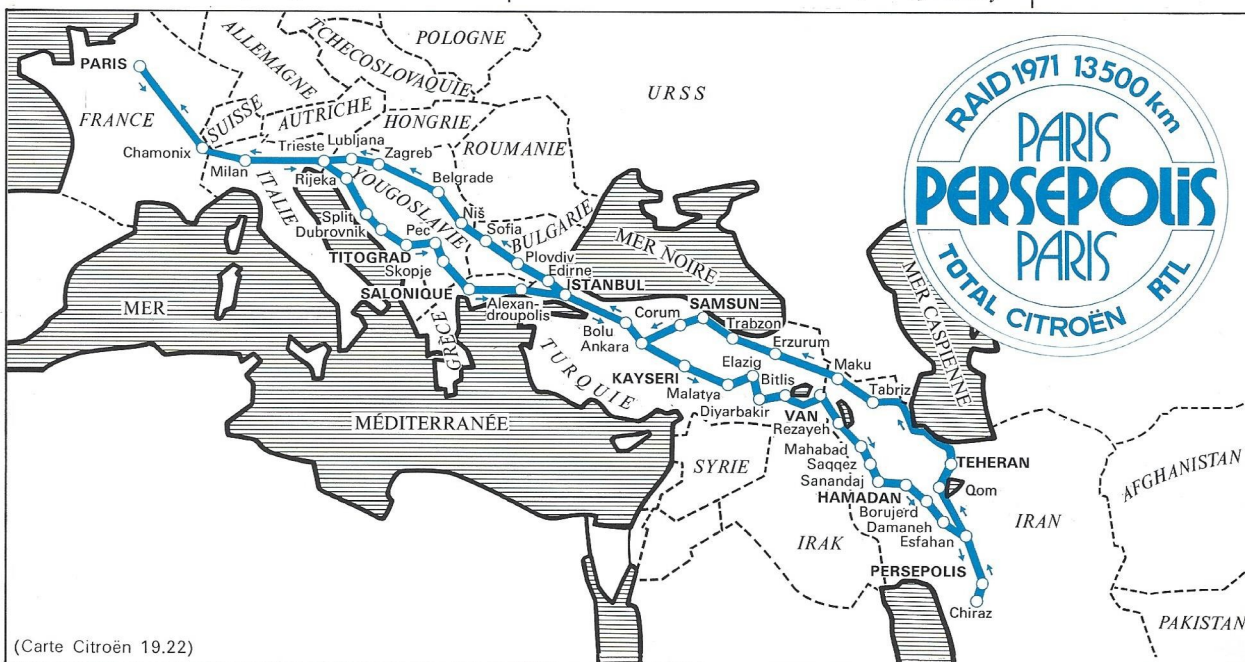 PARIS
FRANCE
ALLEMAGNE
TCHECOSLOVAQUIE
POLOGNE
URSS
SUISSE
AUTRICHE
HONGRIE
ROUMANIE
Chamonix
Milan
Trieste
Lubljana
Zagreb
Belgrade
ITALIE
Rijeka
YOUGOSLAVIE
Niš
Split
Dubrovnik
Pec
Sofia
BULGARIE
Plovdiv
Edirne
TITOGRAD
Skopje
SALONIQUE
Alexan-
droupolis
ISTANBUL
GRECE
MER NOIRE
MER
MÉDITERRANÉE
TURQUIE
Bolu
Ankara
Corum
SAMSUN
Trabzon
Erzurum
Maku
Tabriz
KAYSERI
Malatya
Elazig
Diyarbakir
Bitlis
VAN
Rezayeh
Mahabad
Saqqez
Sanandaj
HAMADAN
Borujerd
Damaneh
Esfahan
TEHERAN
Qom
PERSEPOLIS
Chiraz
MER CASPIENNE
SYRIE
IRAK
IRAN
AFGHANISTAN
PAKISTAN
RAID 1971 13500 km
PARIS
PERSEPOLIS
PARIS
TOTAL CITROËN RTL
(Carte Citroën 19.22)